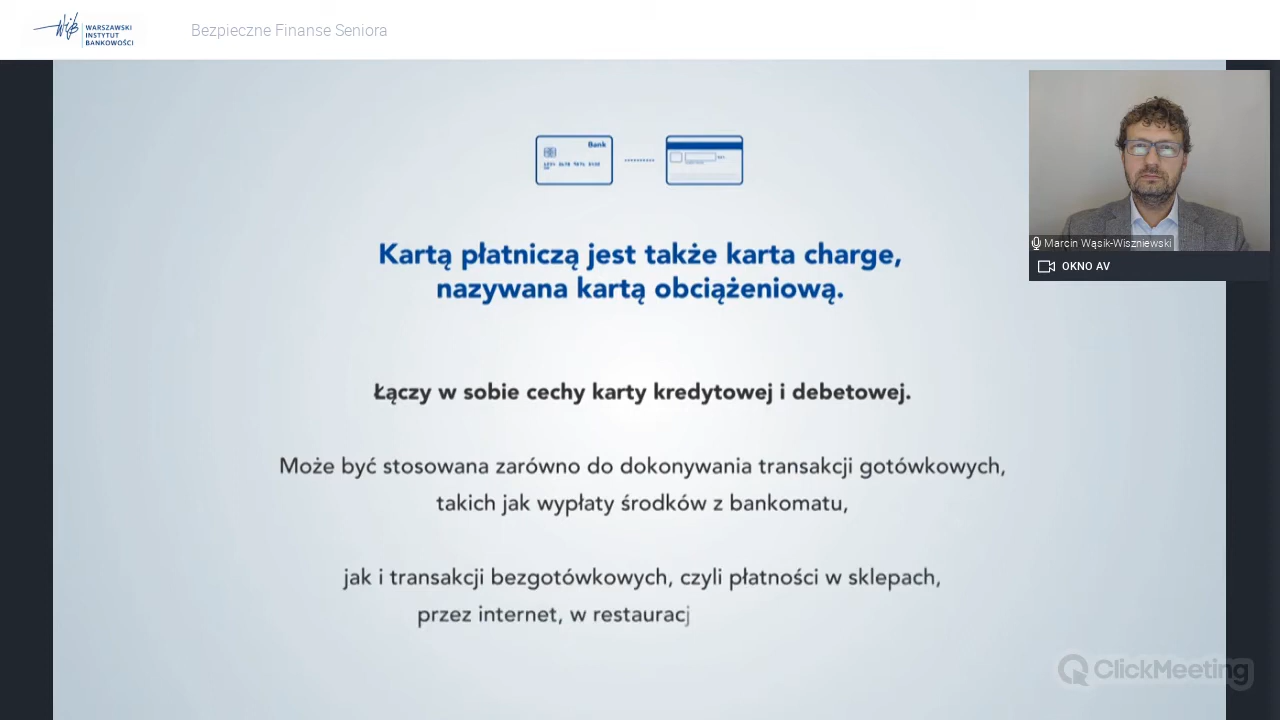 WARSZAWSKI
INSTYTUT
BANKOWOŚCI
Bezpieczne Finanse Seniora
Bank
Kartą płatniczą jest także karta charge,
nazywana kartą obciążeniową.
Łączy w sobie cechy karty kredytowej i debetowej.
Może być stosowana zarówno do dokonywania transakcji gotówkowych,
takich jak wypłaty środków z bankomatu,
jak i transakcji bezgotówkowych, czyli płatności w sklepach,
przez internet, w restauracj
Marcin Wąsik-Wiszniewski
OKNO AV
ClickMeeting